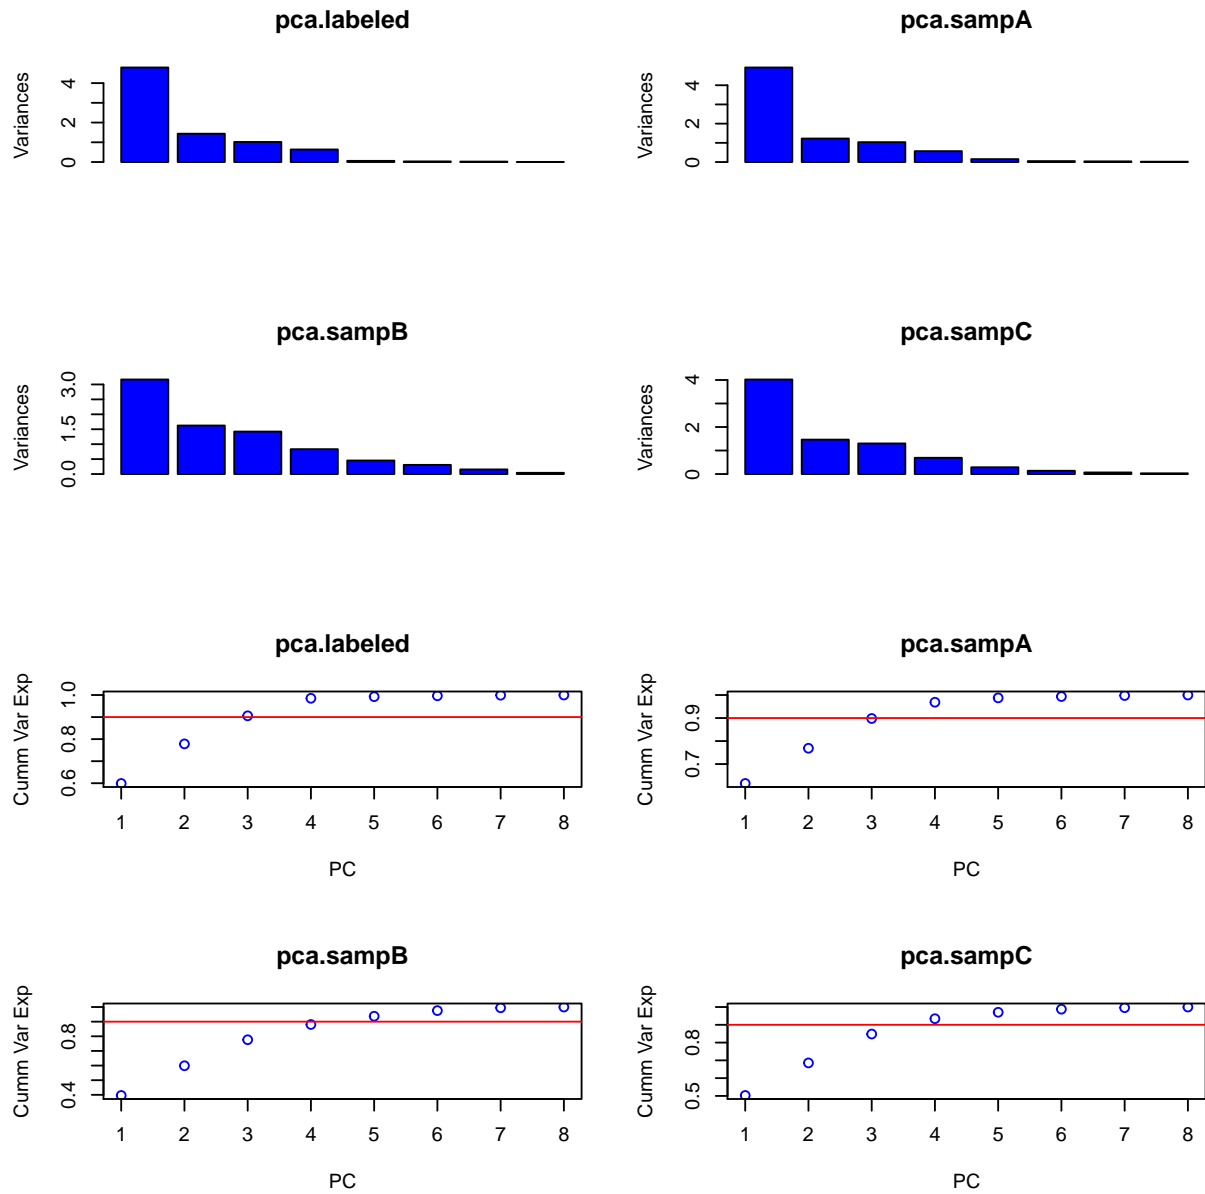 pca.labeled
Variances
0 2 4
pca.sampA
Variances
0 2 4
pca.sampB
Variances
0.0 1.5 3.0
pca.sampC
Variances
0 2 4
pca.labeled
Cumm Var Exp
0.6 0.8 1.0
1 2 3 4 5 6 7 8
PC
pca.sampA
Cumm Var Exp
0.7 0.9
1 2 3 4 5 6 7 8
PC
pca.sampB
Cumm Var Exp
0.4 0.8
1 2 3 4 5 6 7 8
PC
pca.sampC
Cumm Var Exp
0.5 0.8
1 2 3 4 5 6 7 8
PC